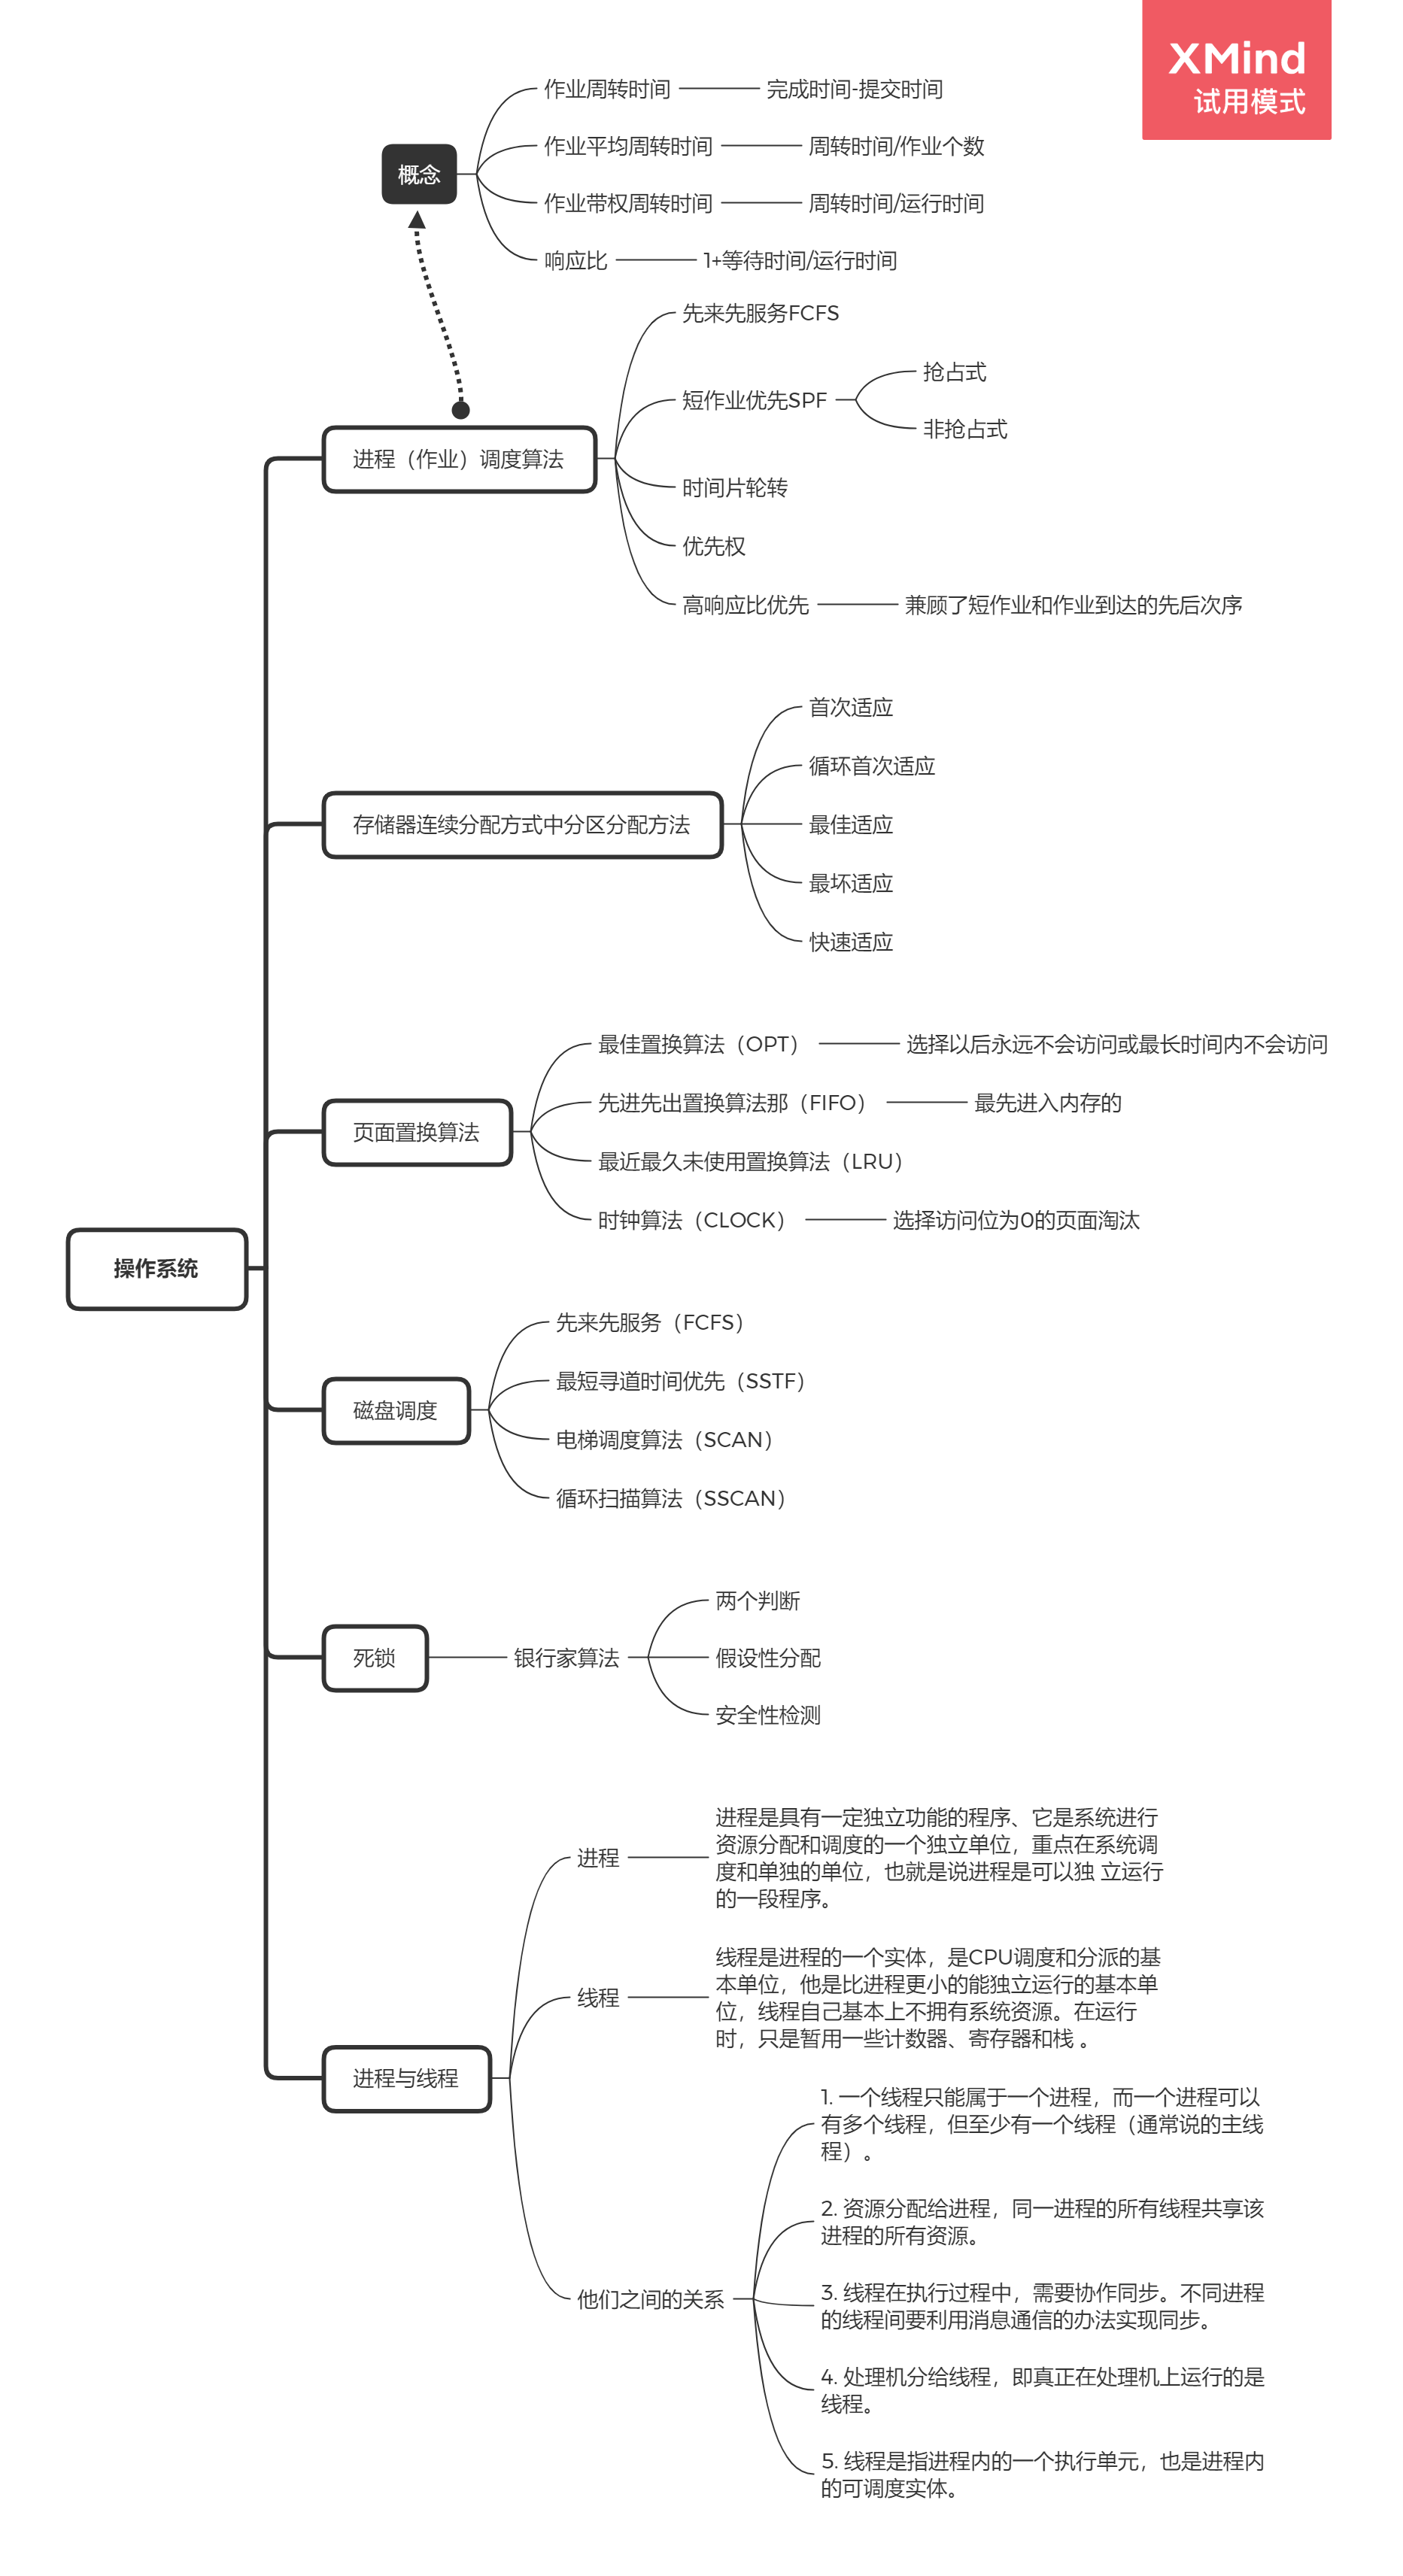 XMind
试用模式
概念
作业周转时间
完成时间-提交时间
作业平均周转时间
周转时间/作业个数
作业带权周转时间
周转时间/运行时间
响应比
1+等待时间/运行时间
进程（作业）调度算法
先来先服务FCFS
短作业优先SPF
抢占式
非抢占式
时间片轮转
优先权
高响应比优先
兼顾了短作业和作业到达的先后次序
存储器连续分配方式中分区分配方法
首次适应
循环首次适应
最佳适应
最坏适应
快速适应
页面置换算法
最佳置换算法（OPT）
选择以后永远不会访问或最长时间内不会访问
先进先出置换算法那（FIFO）
最先进入内存的
最近最久未使用置换算法（LRU）
时钟算法（CLOCK）
选择访问位为0的页面淘汰
操作系统
磁盘调度
先来先服务（FCFS）
最短寻道时间优先（SSTF）
电梯调度算法（SCAN）
循环扫描算法（SSCAN）
死锁
银行家算法
两个判断
假设性分配
安全性检测
进程与线程
进程
进程是具有一定独立功能的程序、它是系统进行
资源分配和调度的一个独立单位，重点在系统调
度和单独的单位，也就是说进程是可以独 立运行
的一段程序。
线程
线程是进程的一个实体，是CPU调度和分派的基
本单位，他是比进程更小的能独立运行的基本单
位，线程自己基本上不拥有系统资源。在运行
时，只是暂用一些计数器、寄存器和栈 。
他们之间的关系
1. 一个线程只能属于一个进程，而一个进程可以
有多个线程，但至少有一个线程（通常说的主线
程）。
2. 资源分配给进程，同一进程的所有线程共享该
进程的所有资源。
3. 线程在执行过程中，需要协作同步。不同进程
的线程间要利用消息通信的办法实现同步。
4. 处理机分给线程，即真正在处理机上运行的是
线程。
5. 线程是指进程内的一个执行单元，也是进程内
的可调度实体。